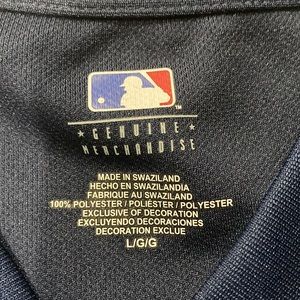 GENUINE
MERCHANDISE
MADE IN SWAZILAND
HECHO EN SWAZILANDIA
FABRIQUE AU SWAZILAND
100% POLYESTER / POLIÉSTER / POLYESTER
EXCLUSIVE OF DECORATION
EXCLUYENDO DECORACIONES
DECORATION EXCLUE
L/G/G